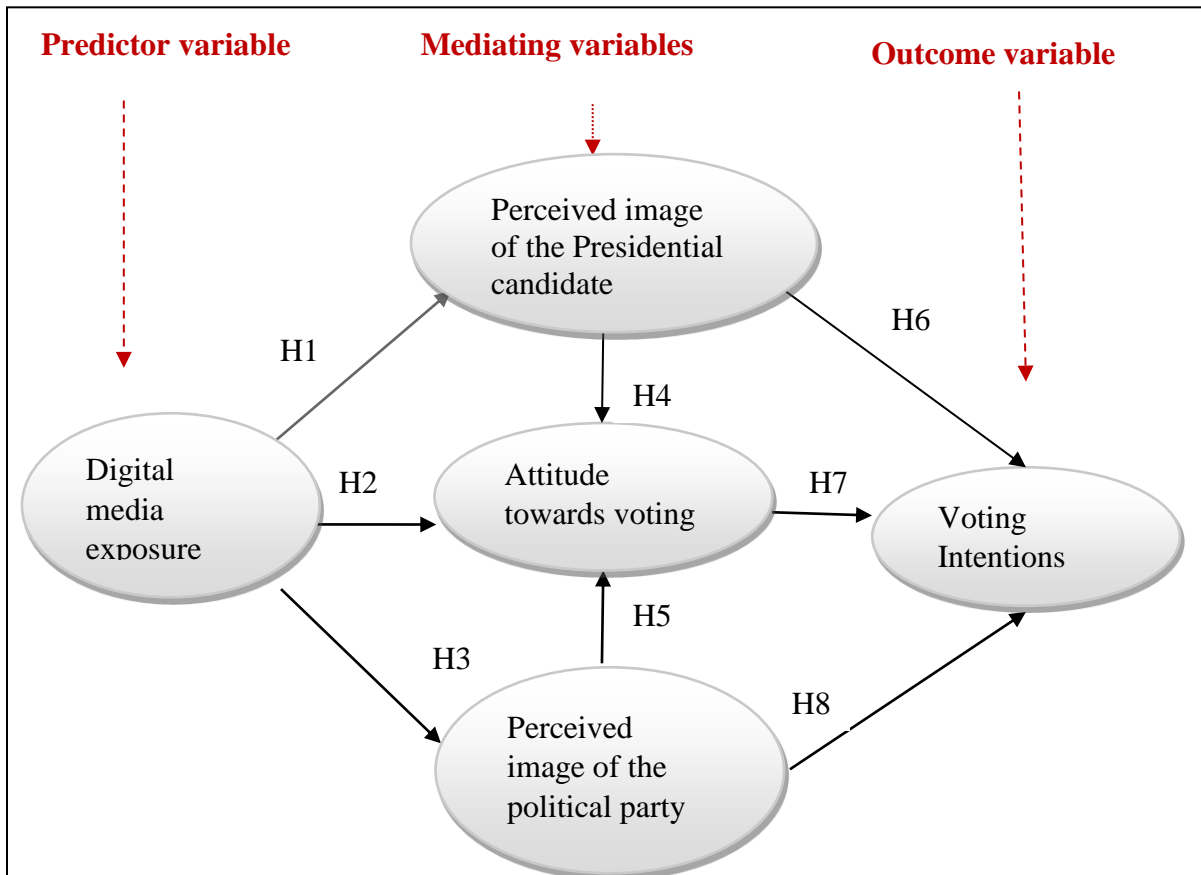 Predictor variable
Mediating variables
Outcome variable
Perceived image
of the Presidential
candidate
H1
H6
H4
Digital
media
exposure
H2
Attitude
towards voting
H7
Voting
Intentions
H5
H3
H8
Perceived
image of the
political party